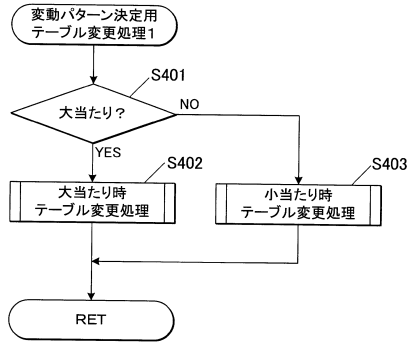 変動パターン決定用
テーブル変更処理1
S401
大当たり？
NO
YES
S402
大当たり時
テーブル変更処理
S403
小当たり時
テーブル変更処理
RET